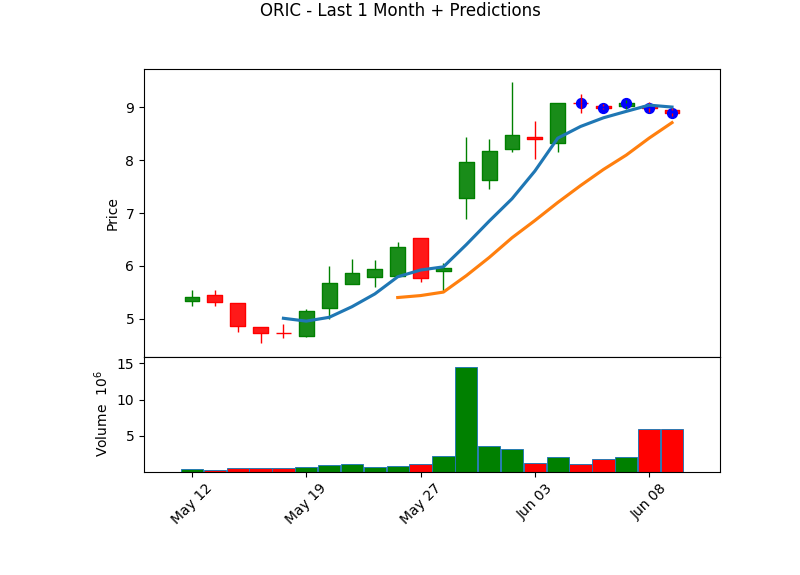 ORIC - Last 1 Month + Predictions
9
8
7
6
5
Price
15
10
5
Volume 10^6
May 12
May 19
May 27
Jun 03
Jun 08